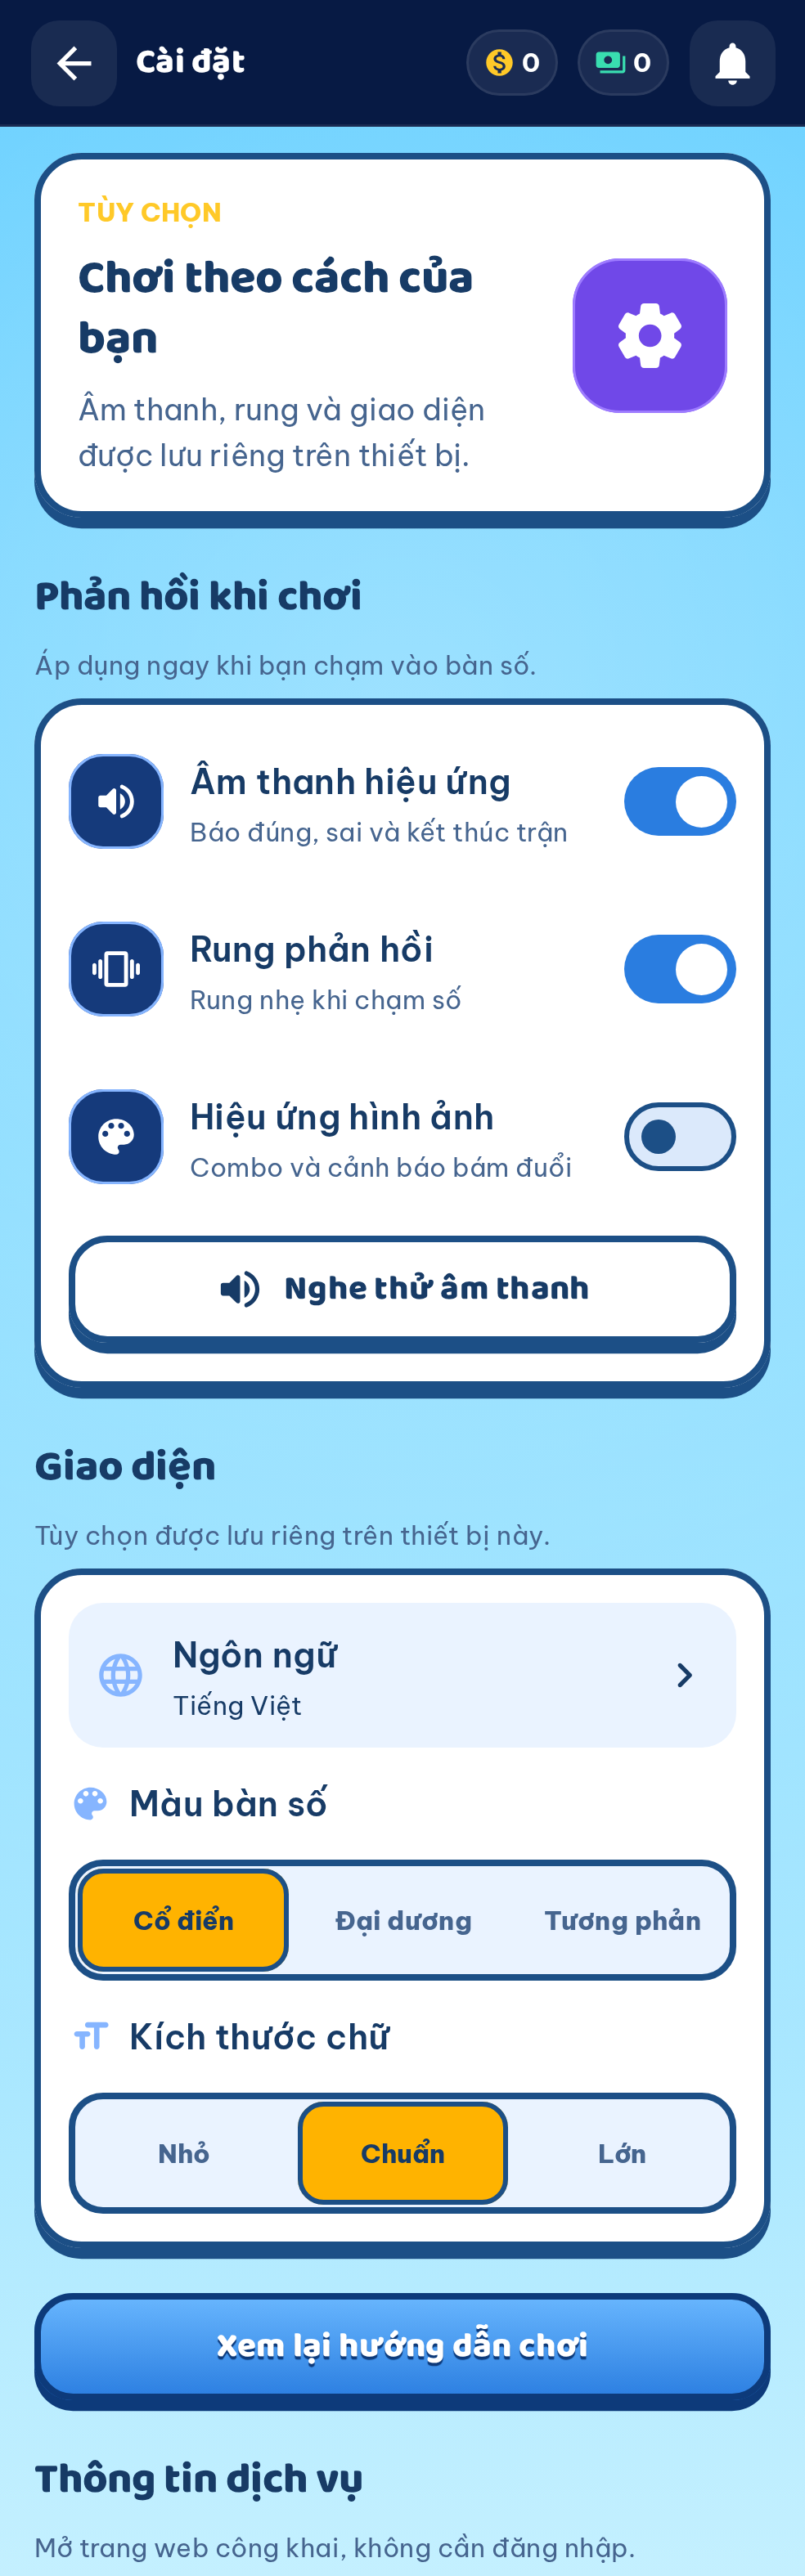 Cài đặt
0
0
TÙY CHỌN
Chơi theo cách của
bạn
Âm thanh, rung và giao diện
được lưu riêng trên thiết bị.
Phản hồi khi chơi
Áp dụng ngay khi bạn chạm vào bàn số.
Âm thanh hiệu ứng
Báo đúng, sai và kết thúc trận
Rung phản hồi
Rung nhẹ khi chạm số
Hiệu ứng hình ảnh
Combo và cảnh báo bám đuổi
Nghe thử âm thanh
Giao diện
Tùy chọn được lưu riêng trên thiết bị này.
Ngôn ngữ
Tiếng Việt
Màu bàn số
Cổ điển
Đại dương
Tương phản
Kích thước chữ
Nhỏ
Chuẩn
Lớn
Xem lại hướng dẫn chơi
Thông tin dịch vụ
Mở trang web công khai, không cần đăng nhập.